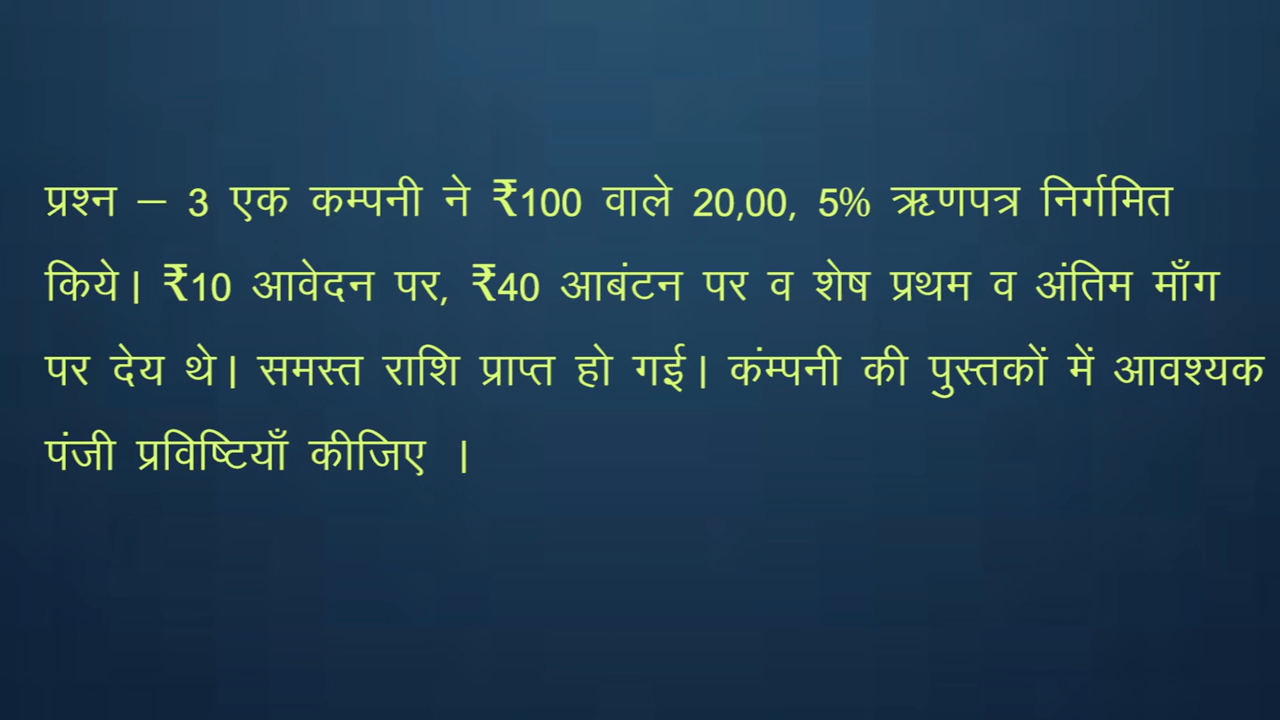 प्रश्न – 3 एक कम्पनी ने ₹100 वाले 20,00, 5% ऋणपत्र निर्गमित
किये। ₹10 आवेदन पर, ₹40 आबंटन पर व शेष प्रथम व अंतिम माँग
पर देय थे। समस्त राशि प्राप्त हो गई। कंम्पनी की पुस्तकों में आवश्यक
पंजी प्रविष्टियाँ कीजिए ।